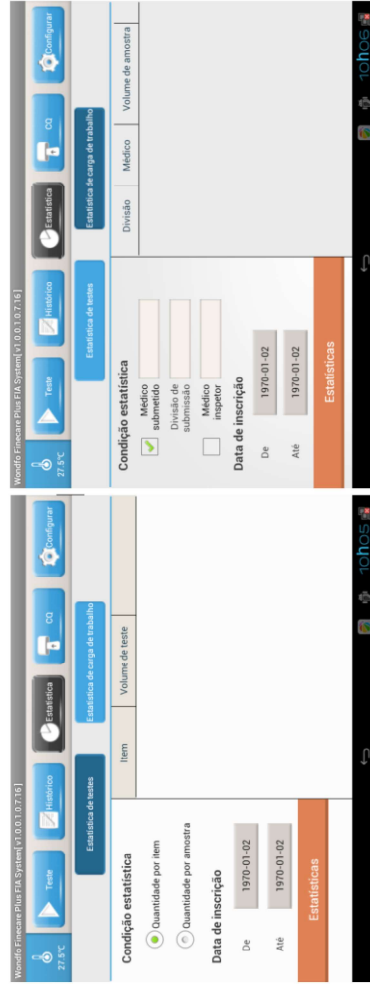 Wondfo Finecare Plus FIA System[ v1.0.0.1.0.7.16]
27.5℃ Teste Histórico Estatística CQ Configurar
Estatística de testes Estatística de carga de trabalho
Condição estatística Item Volume de teste
Quantidade por item
Quantidade por amostra
Data de inscrição
De 1970-01-02
Até 1970-01-02
Estatísticas
10h05
Wondfo Finecare Plus FIA System[ v1.0.0.1.0.7.16]
27.5℃ Teste Histórico Estatística CQ Configurar
Estatística de testes Estatística de carga de trabalho
Condição estatística Divisão Médico Volume de amostra
Médico
submetido
Divisão de
submissão
Médico
inspetor
Data de inscrição
De 1970-01-02
Até 1970-01-02
Estatísticas
10h06